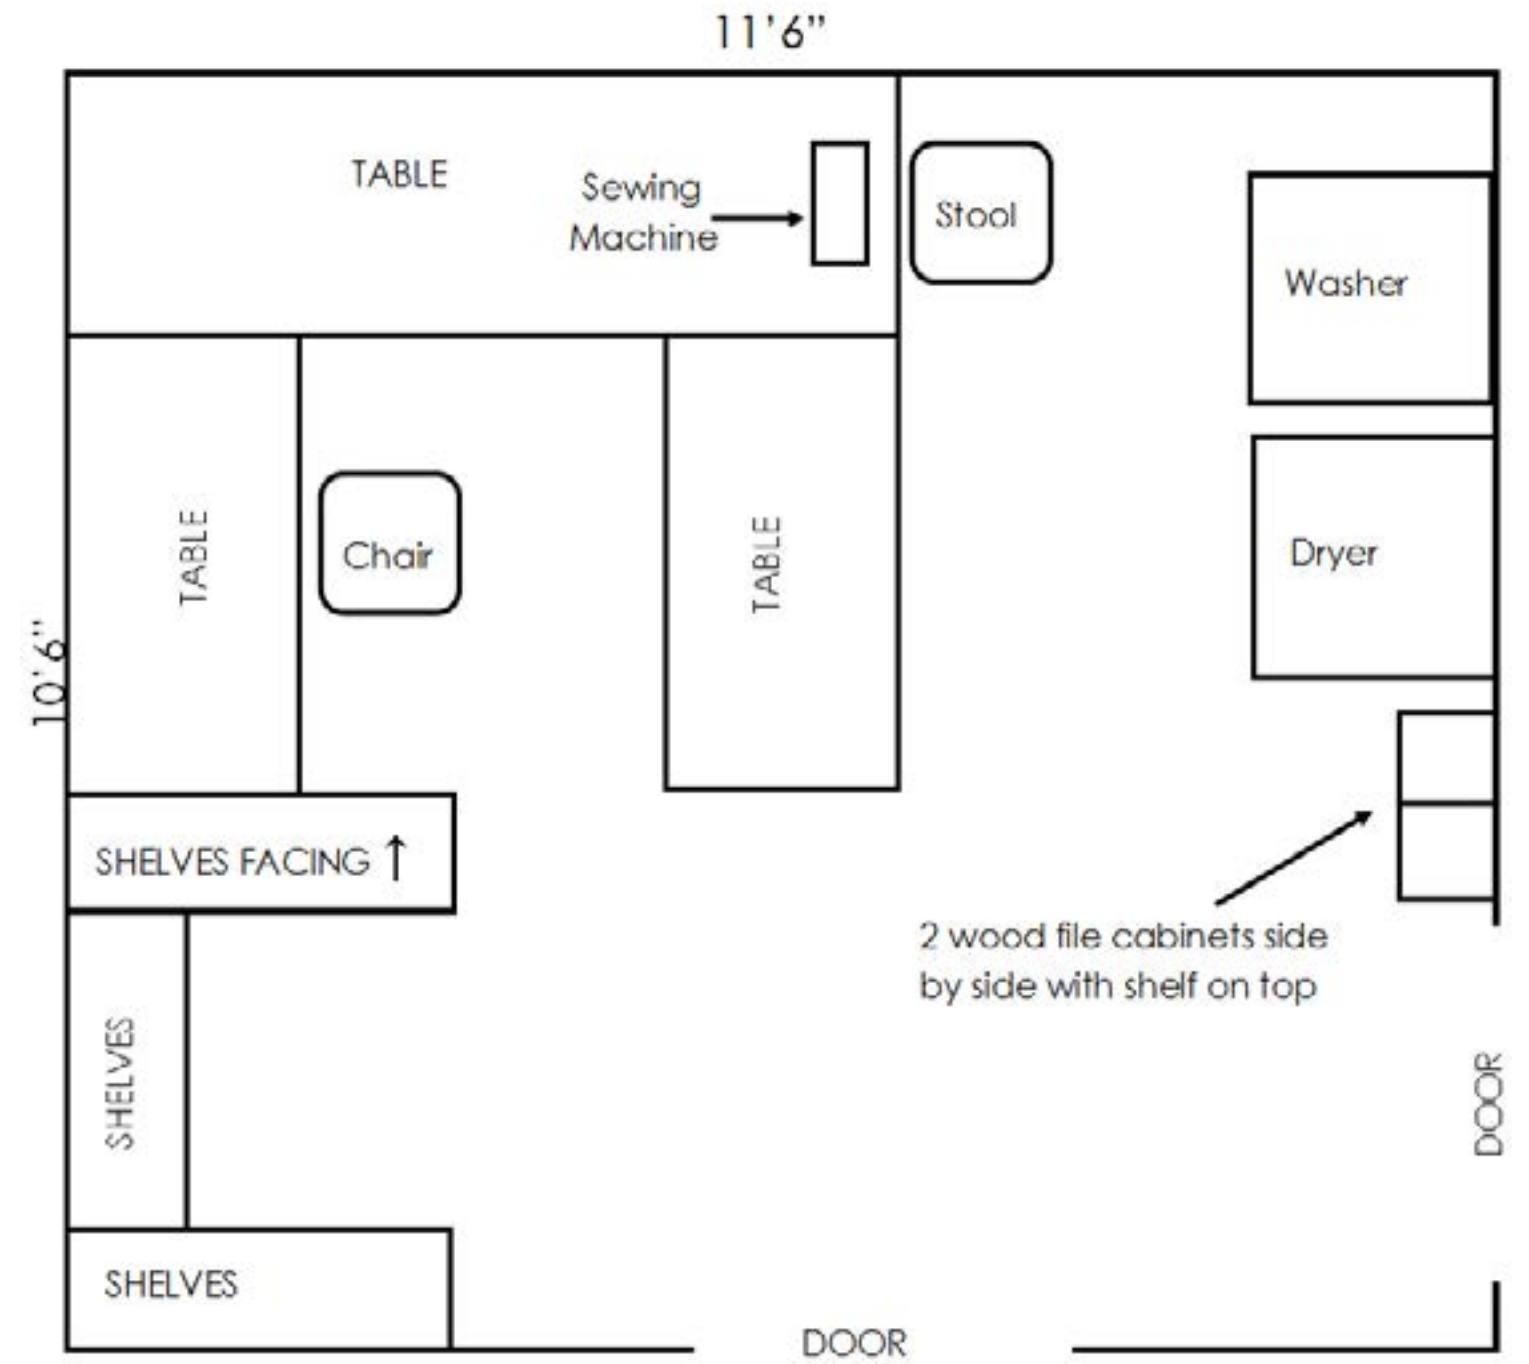 11’6”
TABLE
Sewing
Machine
Stool
Washer
TABLE
Chair
TABLE
Dryer
10’6”
SHELVES FACING ↑
2 wood file cabinets side
by side with shelf on top
SHELVES
DOOR
SHELVES
DOOR